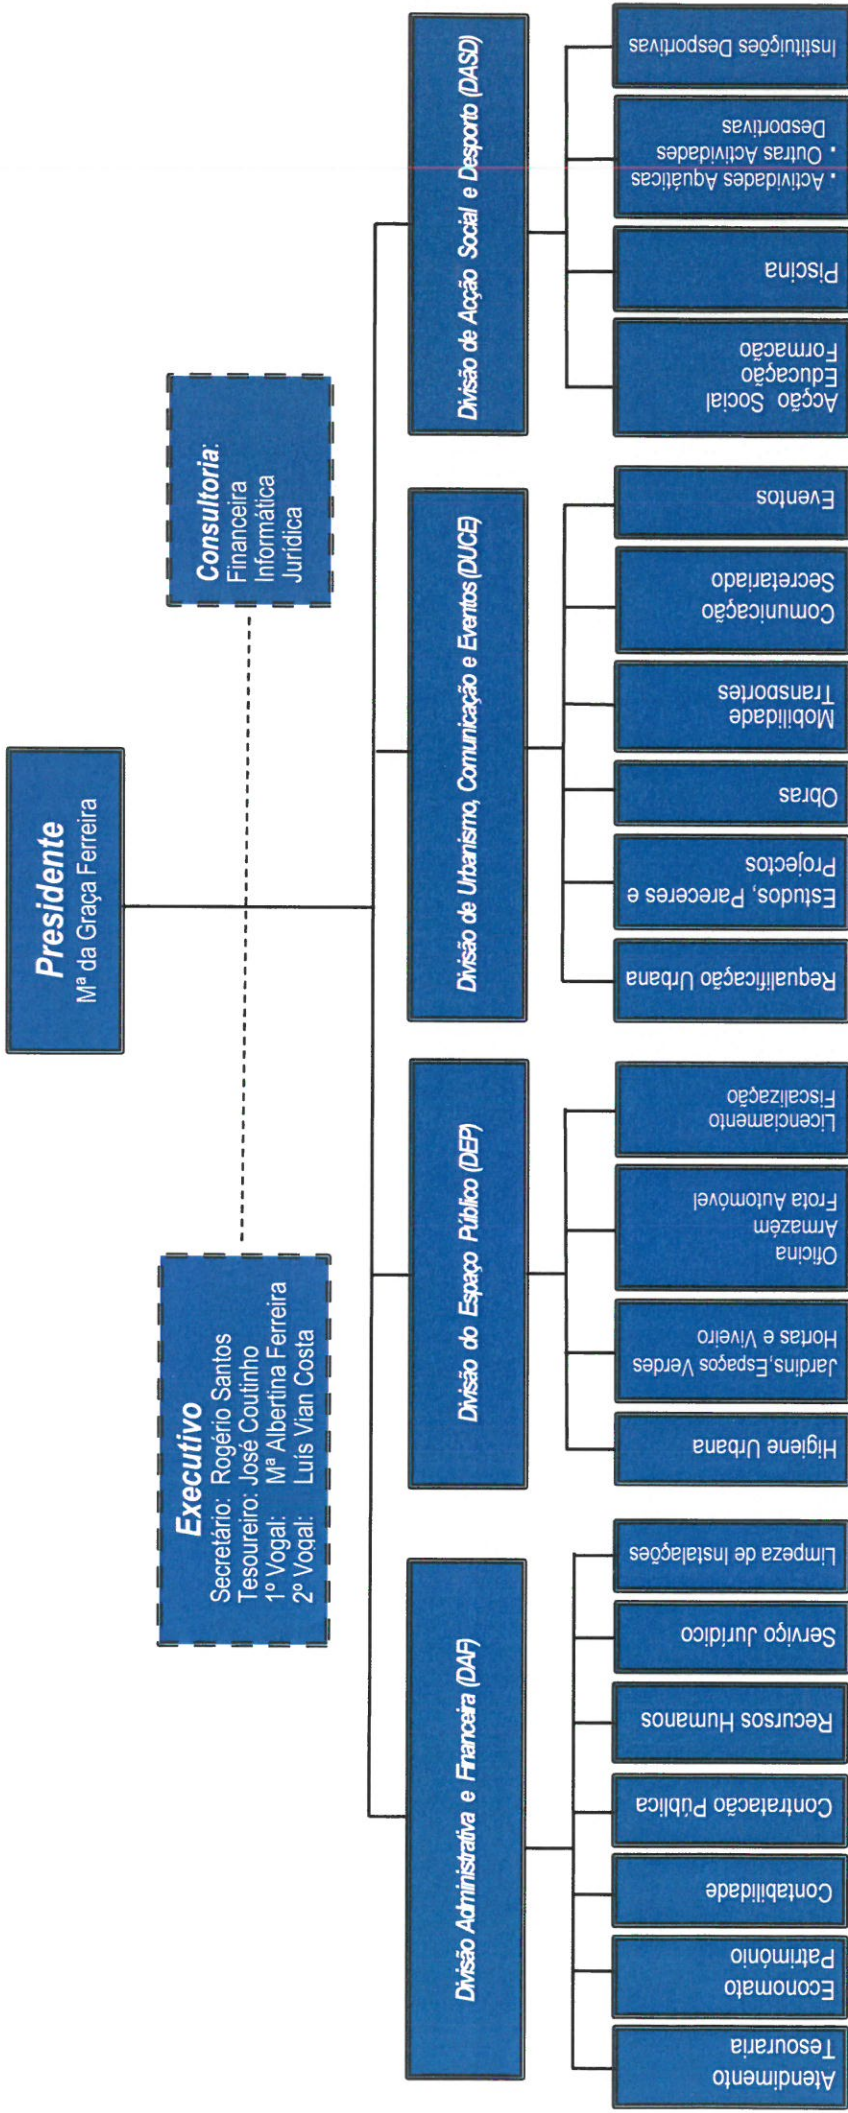 Presidente
Mª da Graça Ferreira
Executivo
Secretário: Rogério Santos
Tesoureiro: José Coutinho
1º Vogal: Mª Albertina Ferreira
2º Vogal: Luís Vian Costa
Consultoria:
Financeira
Informática
Jurídica
Divisão Administrativa e Financeira (DAF)
Divisão do Espaço Público (DEP)
Divisão de Urbanismo, Comunicação e Eventos (DUCE)
Divisão de Acção Social e Desporto (DASD)
Atendimento
Tesouraria
Economato
Património
Contabilidade
Contratação Pública
Recursos Humanos
Serviço Jurídico
Limpeza de Instalações
Higiene Urbana
Jardins,Espaços Verdes
Hortas e Viveiro
Oficina
Armazém
Frota Automóvel
Licenciamento
Fiscalização
Requalificação Urbana
Estudos, Pareceres e
Projectos
Obras
Mobilidade
Transportes
Comunicação
Secretariado
Eventos
Acção Social
Educação
Formação
Piscina
• Actividades Aquáticas
• Outras Actividades
Desportivas
Instituições Desportivas